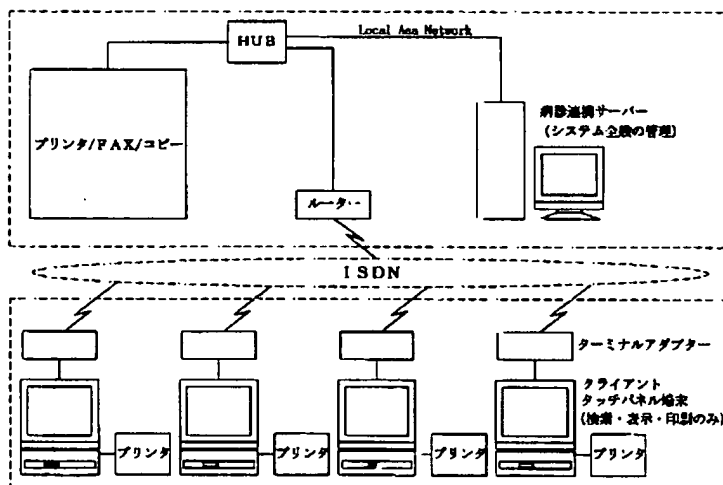 HUB
Local Aaa Network
プリンタ/FAX/コピー
病診連携サーバー
(システム全般の管理)
ルーター
ISDN
ターミナルアダプター
クライアント
タッチパネル端末
(検索・表示・印刷のみ)
プリンタ
プリンタ
プリンタ
プリンタ